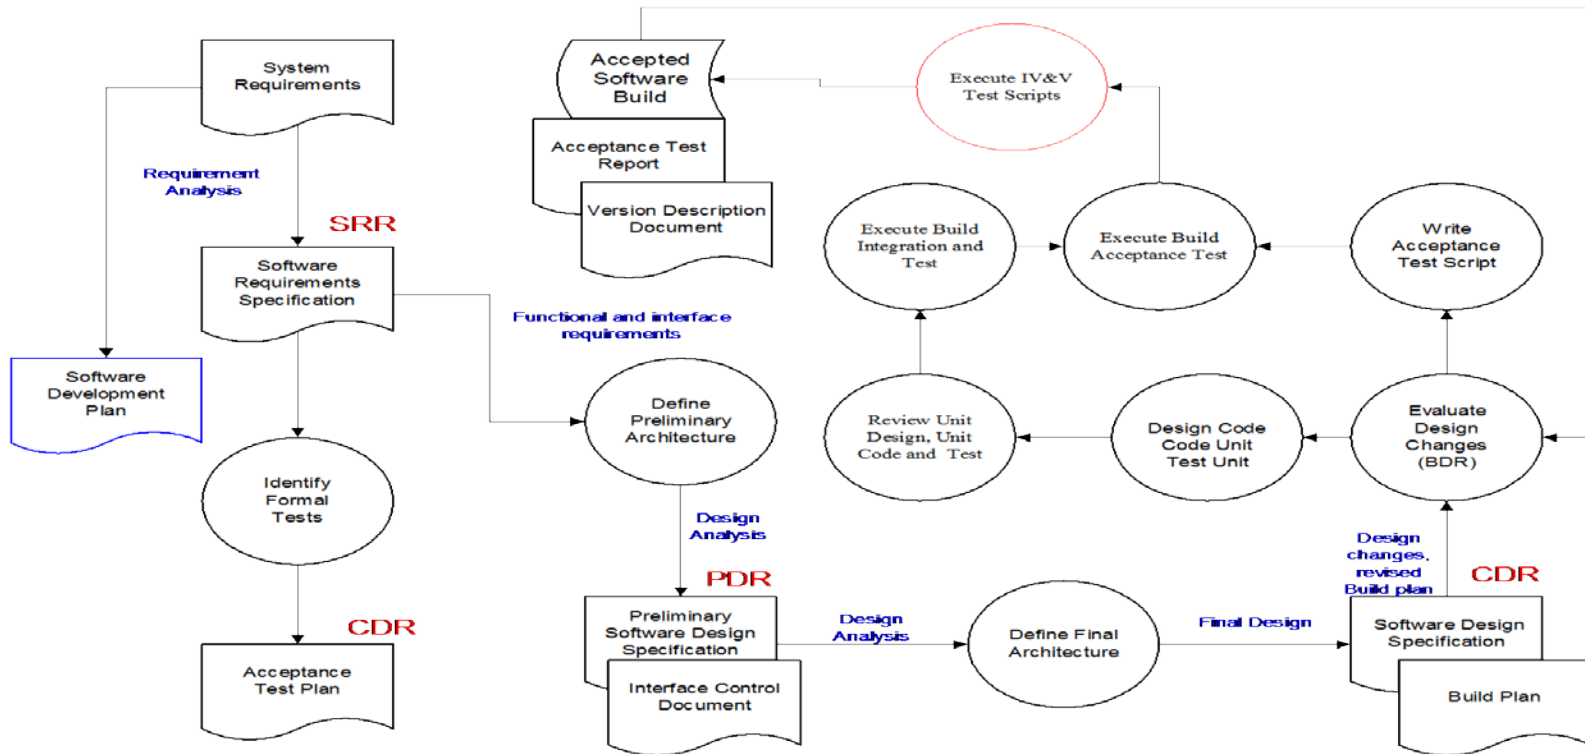 System
Requirements
Requirement
Analysis
SRR
Software
Requirements
Specification
Software
Development
Plan
Identify
Formal
Tests
CDR
Acceptance
Test Plan
Functional and interface
requirements
Define
Preliminary
Architecture
Design
Analysis
PDR
Preliminary
Software Design
Specification
Interface Control
Document
Design
Analysis
Define Final
Architecture
Final Design
Software Design
Specification
Build Plan
CDR
Design
changes,
revised
Build plan
Evaluate
Design
Changes
(BDR)
Design Code
Code Unit
Test Unit
Review Unit
Design, Unit
Code and Test
Execute Build
Integration and
Test
Write
Acceptance
Test Script
Execute Build
Acceptance Test
Execute IV&V
Test Scripts
Accepted
Software
Build
Acceptance Test
Report
Version Description
Document